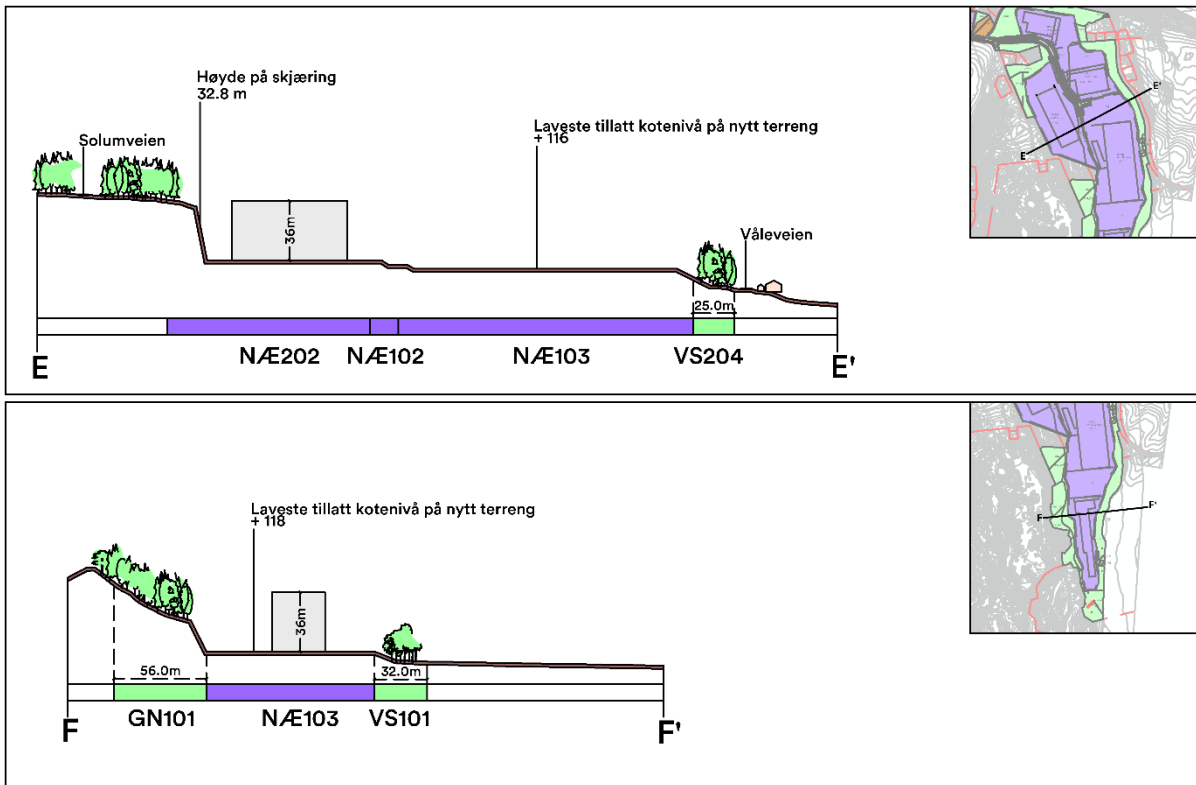 Høyde på skjæring
32.8 m
Solumveien
Laveste tillatt kotenivå på nytt terreng
+ 116
36m
Våleveien
25.0m
NÆ202
NÆ102
NÆ103
VS204
E
E'
E
E'
Laveste tillatt kotenivå på nytt terreng
+ 118
36m
56.0m
32.0m
GN101
NÆ103
VS101
F
F'
F
F'